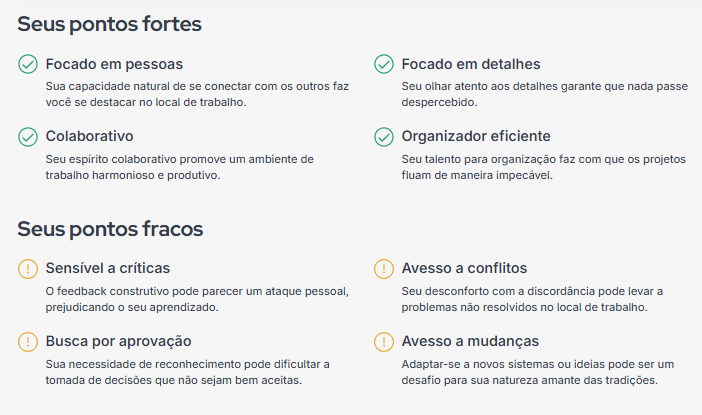 Seus pontos fortes
Focado em pessoas
Sua capacidade natural de se conectar com os outros faz
você se destacar no local de trabalho.
Focado em detalhes
Seu olhar atento aos detalhes garante que nada passe
despercebido.
Colaborativo
Seu espírito colaborativo promove um ambiente de
trabalho harmonioso e produtivo.
Organizador eficiente
Seu talento para organização faz com que os projetos
fluam de maneira impecável.
Seus pontos fracos
Sensível a críticas
O feedback construtivo pode parecer um ataque pessoal,
prejudicando o seu aprendizado.
Avesso a conflitos
Seu desconforto com a discordância pode levar a
problemas não resolvidos no local de trabalho.
Busca por aprovação
Sua necessidade de reconhecimento pode dificultar a
tomada de decisões que não sejam bem aceitas.
Avesso a mudanças
Adaptar-se a novos sistemas ou ideias pode ser um
desafio para sua natureza amante das tradições.